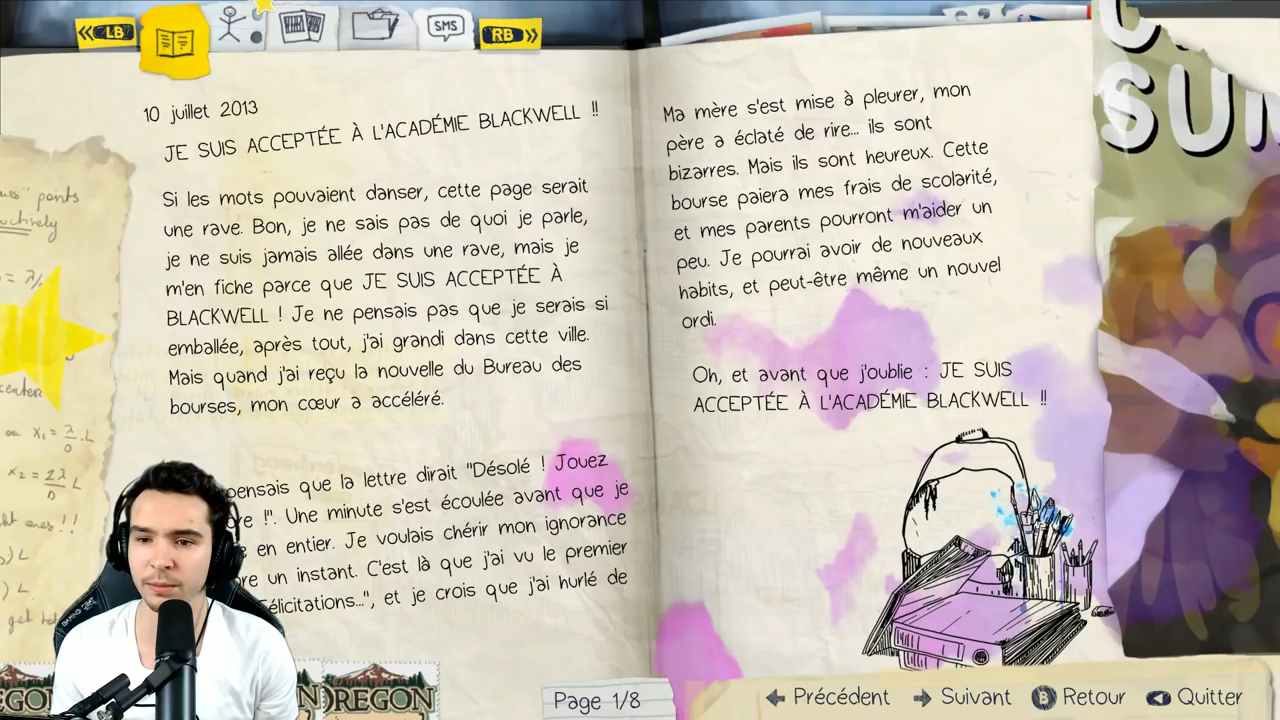 LB
SMS
RB
10 juillet 2013
JE SUIS ACCEPTÉE À L'ACADÉMIE BLACKWELL !!
Si les mots pouvaient danser, cette page serait
une rave. Bon, je ne sais pas de quoi je parle,
je ne suis jamais allée dans une rave, mais je
m'en fiche parce que JE SUIS ACCEPTÉE À
BLACKWELL ! Je ne pensais pas que je serais si
emballée, après tout, j'ai grandi dans cette ville.
Mais quand j'ai reçu la nouvelle du Bureau des
bourses, mon cœur a accéléré.
pensais que la lettre dirait "Désolé ! Jouez
!". Une minute s'est écoulée avant que je
en entier. Je voulais chérir mon ignorance
un instant. C'est là que j'ai vu le premier
et je crois que j'ai hurlé de
Ma mère s'est mise à pleurer, mon
père a éclaté de rire... ils sont
bizarres. Mais ils sont heureux. Cette
bourse paiera mes frais de scolarité,
et mes parents pourront m'aider un
peu. Je pourrai avoir de nouveaux
habits, et peut-être même un nouvel
ordi.
Oh, et avant que j'oublie : JE SUIS
ACCEPTÉE À L'ACADÉMIE BLACKWELL !!
points
OREGON
Page 1/8
Précédent
Suivant
B Retour
Quitter